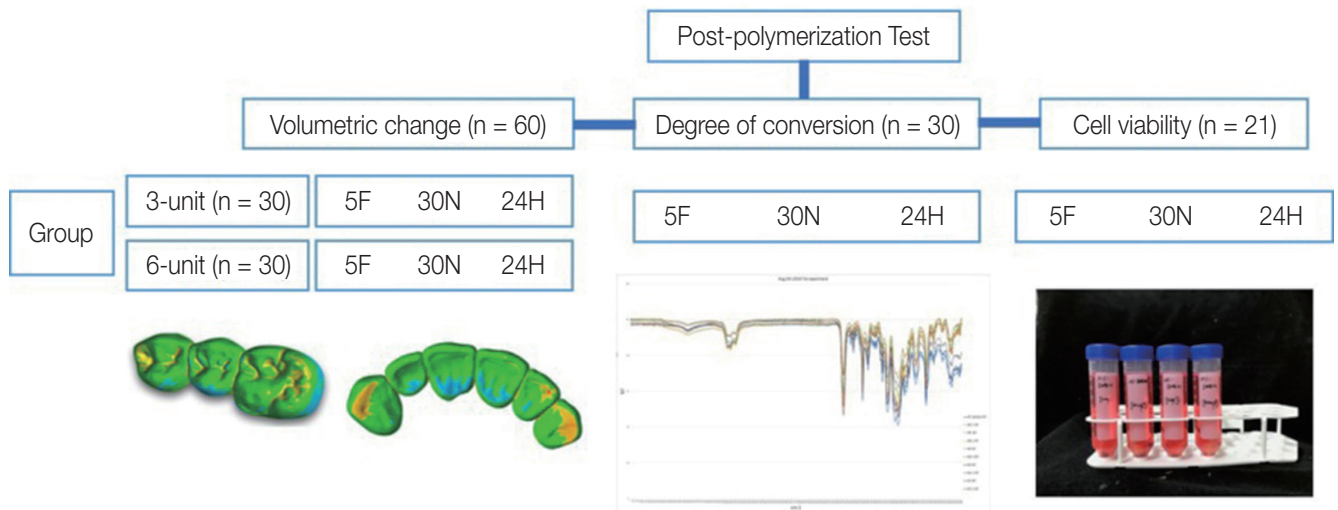 Post-polymerization Test
Volumetric change (n = 60)
Degree of conversion (n = 30)
Cell viability (n = 21)
Group
3-unit (n = 30)
5F 30N 24H
6-unit (n = 30)
5F 30N 24H
5F 30N 24H
5F 30N 24H